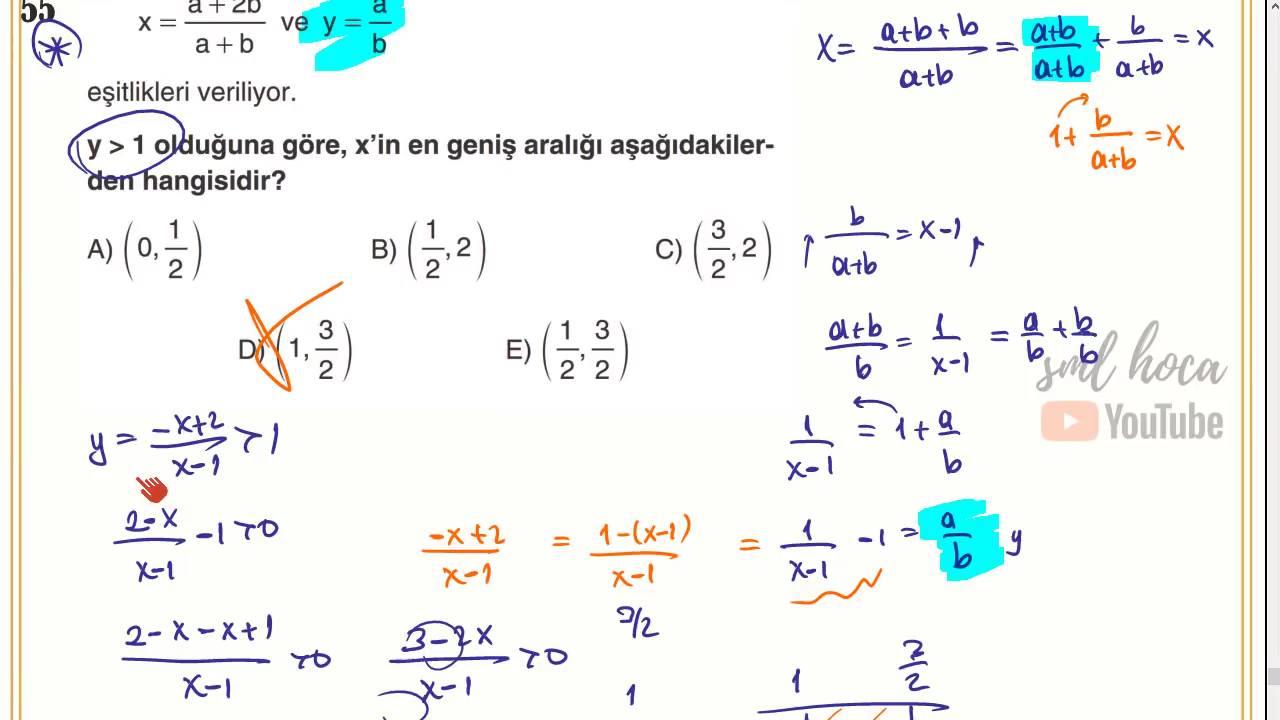 55
x = a + 2b / a + b ve y = a / b
eşitlikleri veriliyor.
y > 1 olduğuna göre, x'in en geniş aralığı aşağıdakiler-
den hangisidir?
A) (0, 1/2) B) (1/2, 2) C) (3/2, 2)
D) (1, 3/2) E) (1/2, 3/2)
x = a+b+b / a+b = a+b / a+b + b / a+b = x
1 + b / a+b = x
b / a+b = x-1
a+b / b = 1 / x-1 = a / b + b / b
sml hoca
YouTube
1 / x-1 = 1 + a / b
y = -x+2 / x-1 > 1
2-x / x-1 - 1 > 0
-x+2 / x-1 = 1-(x-1) / x-1 = 1 / x-1 - 1 = a / b y
2-x-x+1 / x-1 > 0
3-2x / x-1 > 0
3/2
1
1 3/2